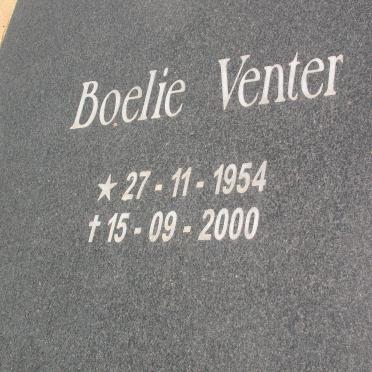 Boelie Venter
★ 27 - 11 - 1954
† 15 - 09 - 2000